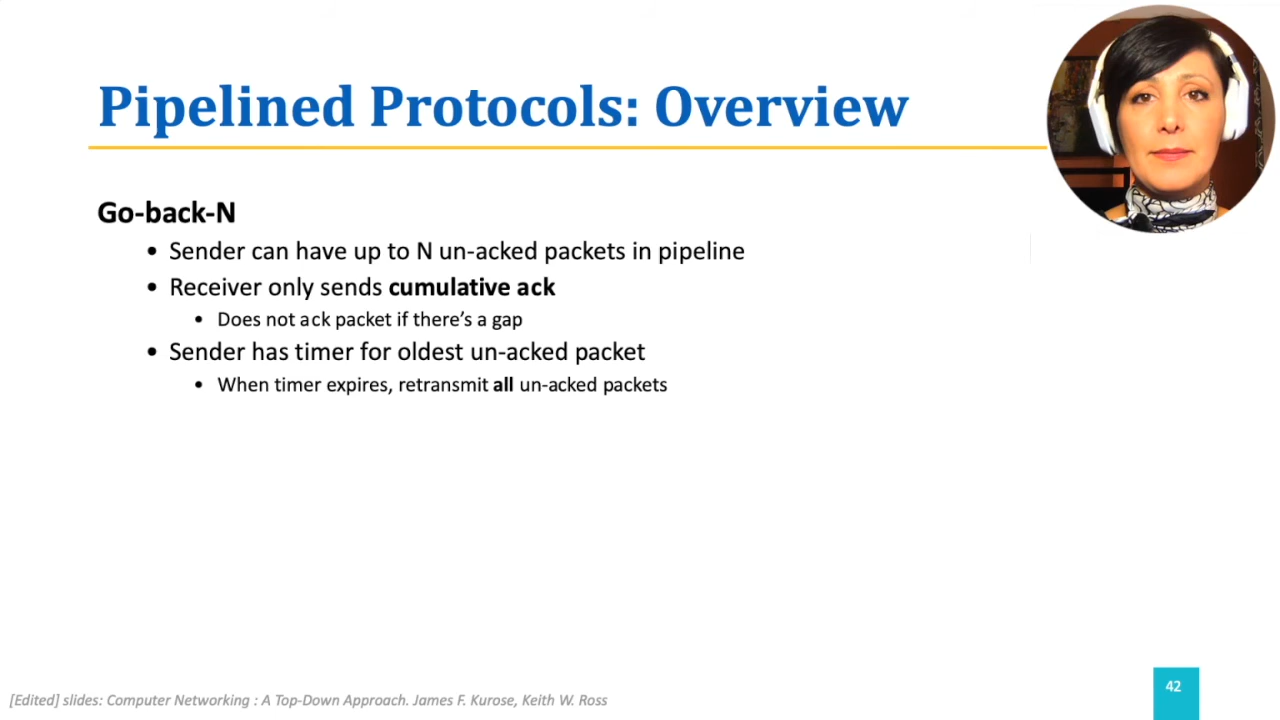 Pipelined Protocols: Overview
Go-back-N
• Sender can have up to N un-acked packets in pipeline
• Receiver only sends cumulative ack
• Does not ack packet if there's a gap
• Sender has timer for oldest un-acked packet
• When timer expires, retransmit all un-acked packets
[Edited] slides: Computer Networking : A Top-Down Approach. James F. Kurose, Keith W. Ross
42